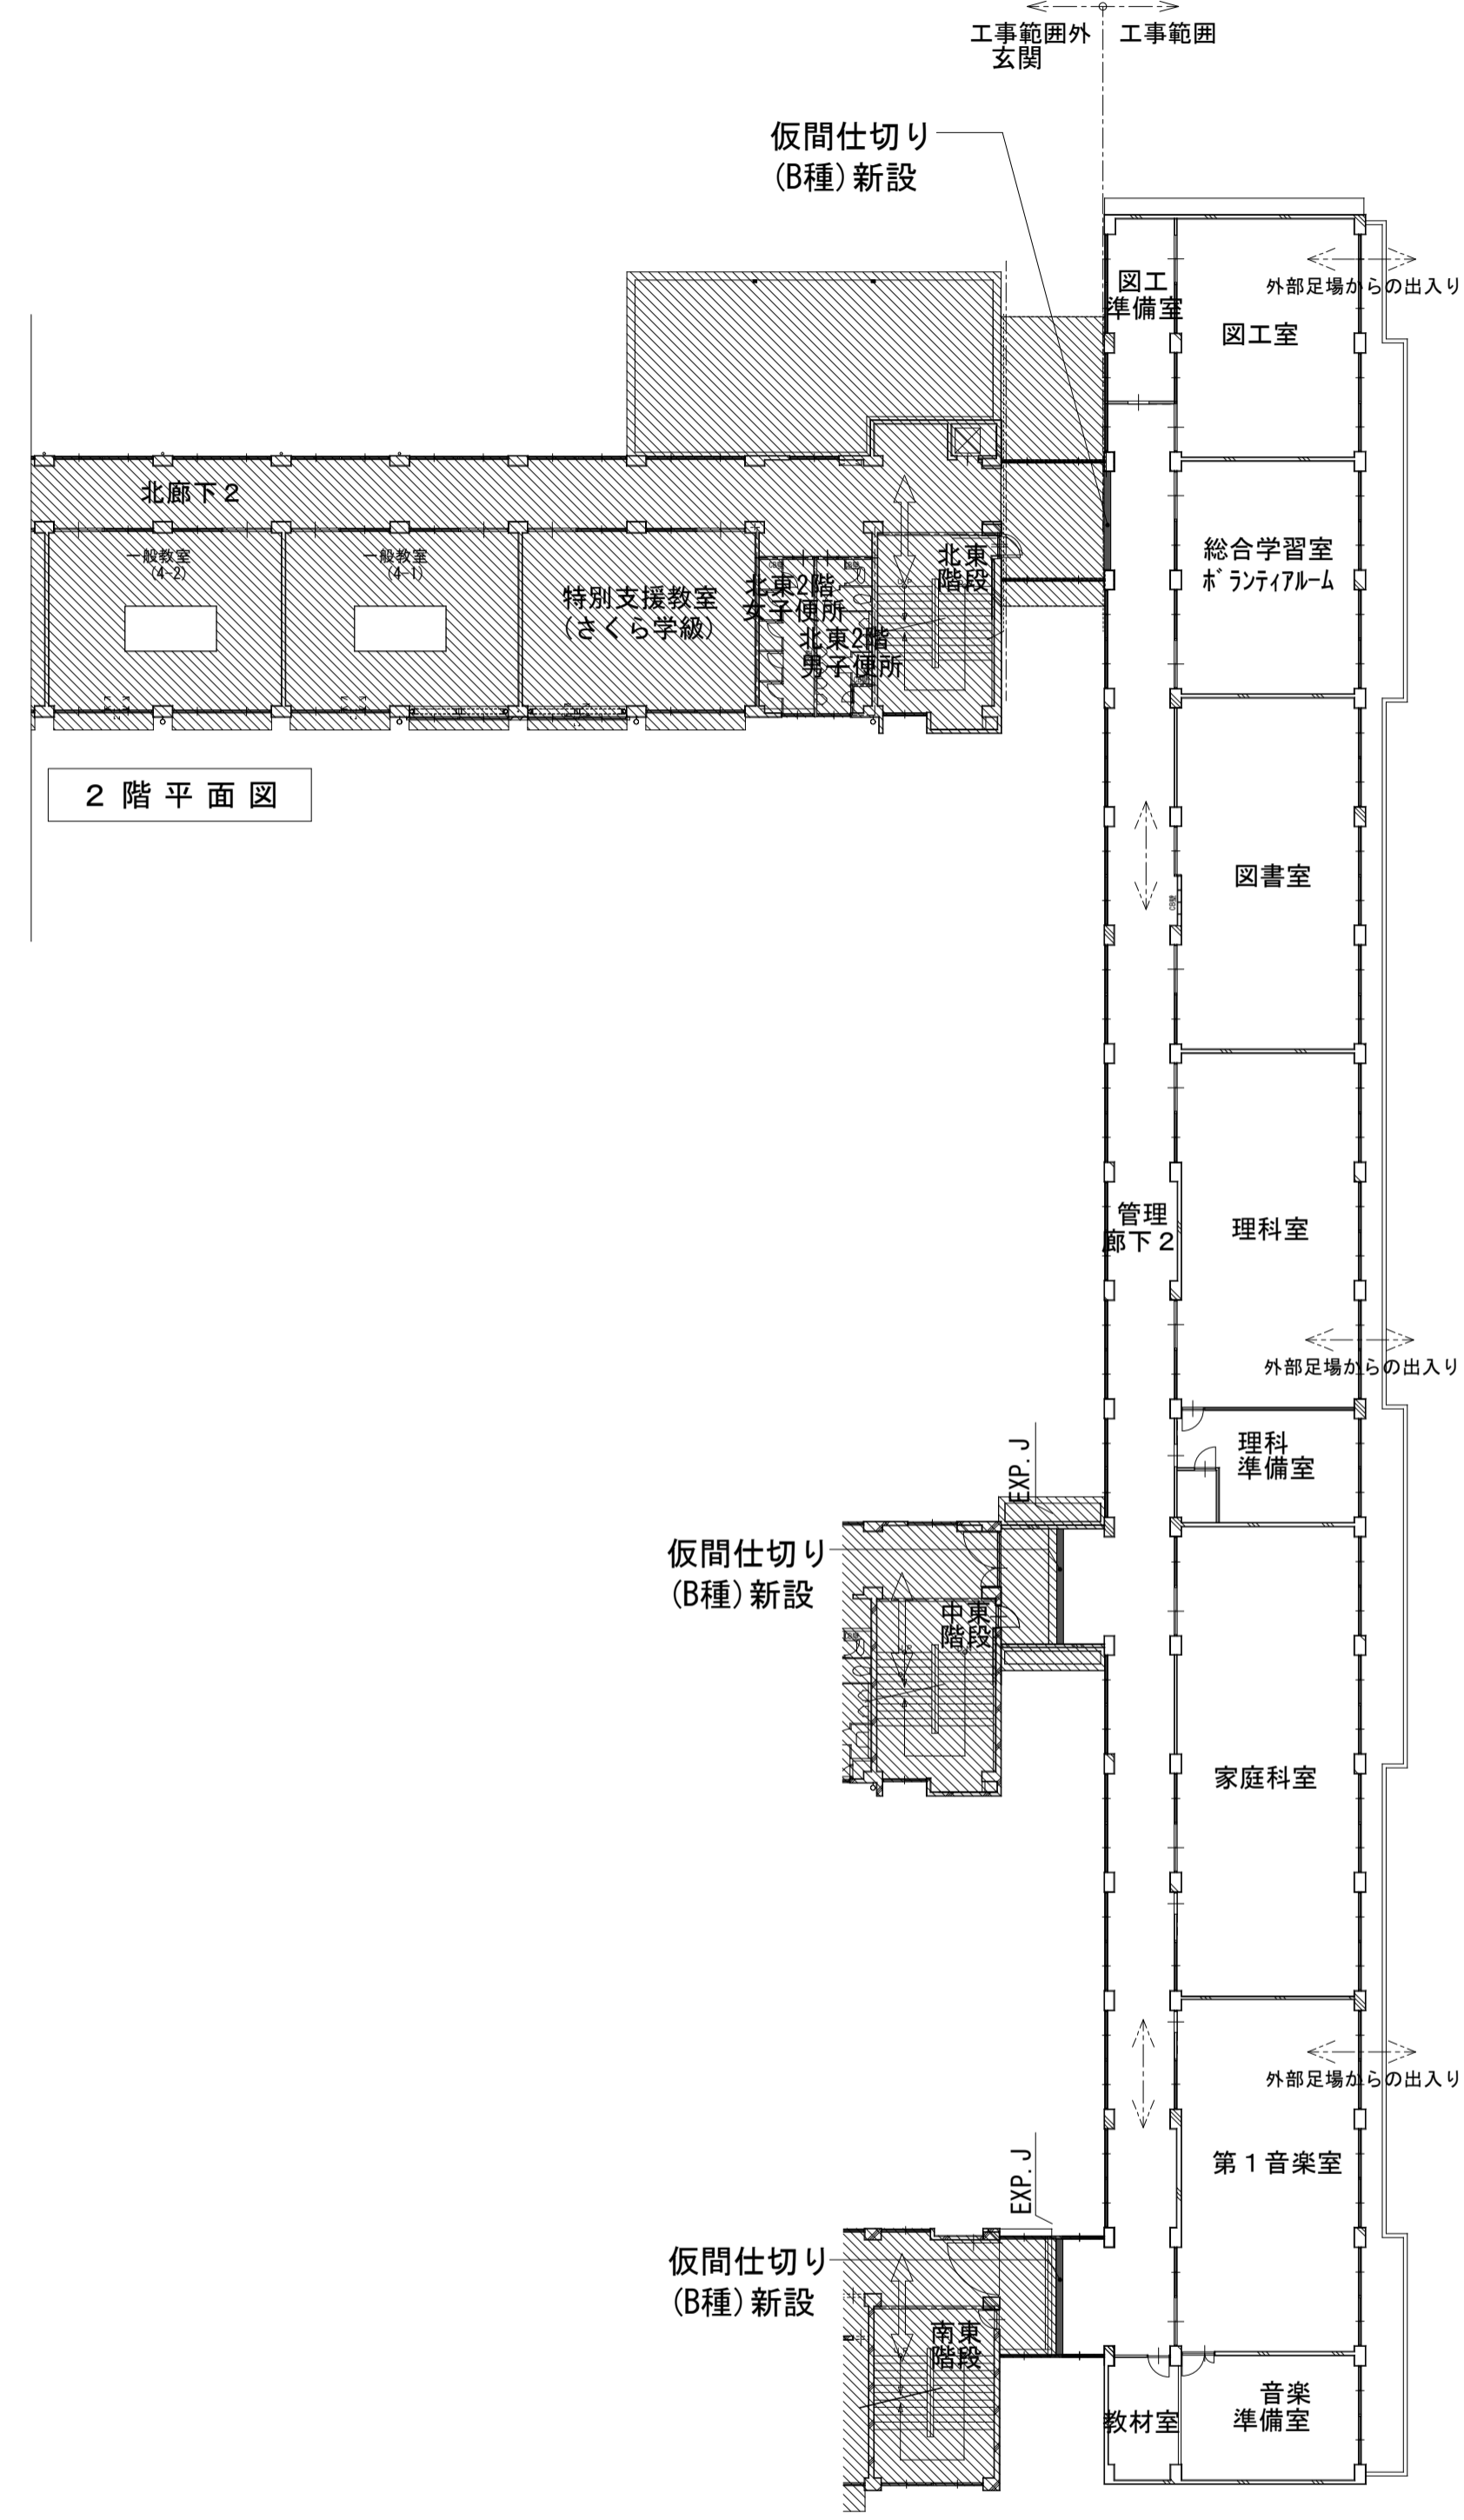 工事範囲外
工事範囲
玄関
仮間仕切り
(B種)新設
図工
準備室
外部足場からの出入り
図工室
北廊下2
一般教室
(4-2)
一般教室
(4-1)
特別支援教室
(さくら学級)
北東2階
女子便所
北東2階
男子便所
北東
階段
総合学習室
ボランティアルーム
2階平面図
図書室
CB壁
管理
廊下2
理科室
外部足場からの出入り
理科
準備室
EXP.J
仮間仕切り
(B種)新設
中東
階段
家庭科室
外部足場からの出入り
第1音楽室
EXP.J
仮間仕切り
(B種)新設
南東
階段
音楽
準備室
教材室